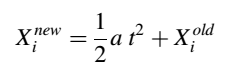 $X_i^{new} = \frac{1}{2} a t^2 + X_i^{old}$